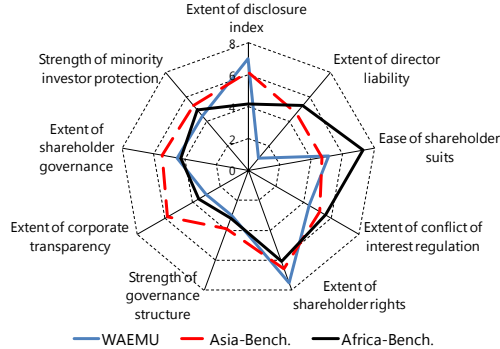 Extent of disclosure
index
8
6
4
2
0
Extent of director
liability
Ease of shareholder
suits
Extent of conflict of
interest regulation
Extent of
shareholder rights
Strength of
governance
structure
Extent of corporate
transparency
Extent of
shareholder
governance
Strength of minority
investor protection
WAEMU
Asia-Bench.
Africa-Bench.